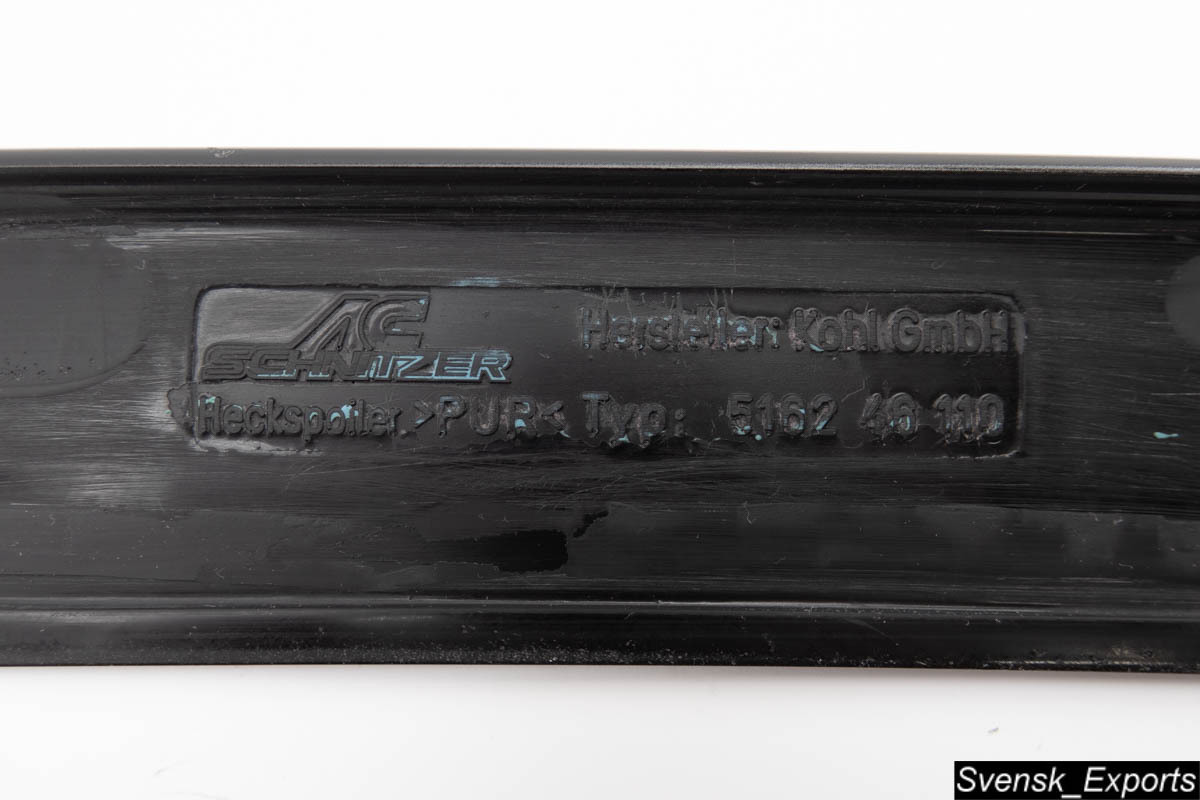 AC
SCHNITZER
Hersteller: Kohl GmbH
Heckspoiler >PUR< Typ: 5162 46 110
Svensk_Exports